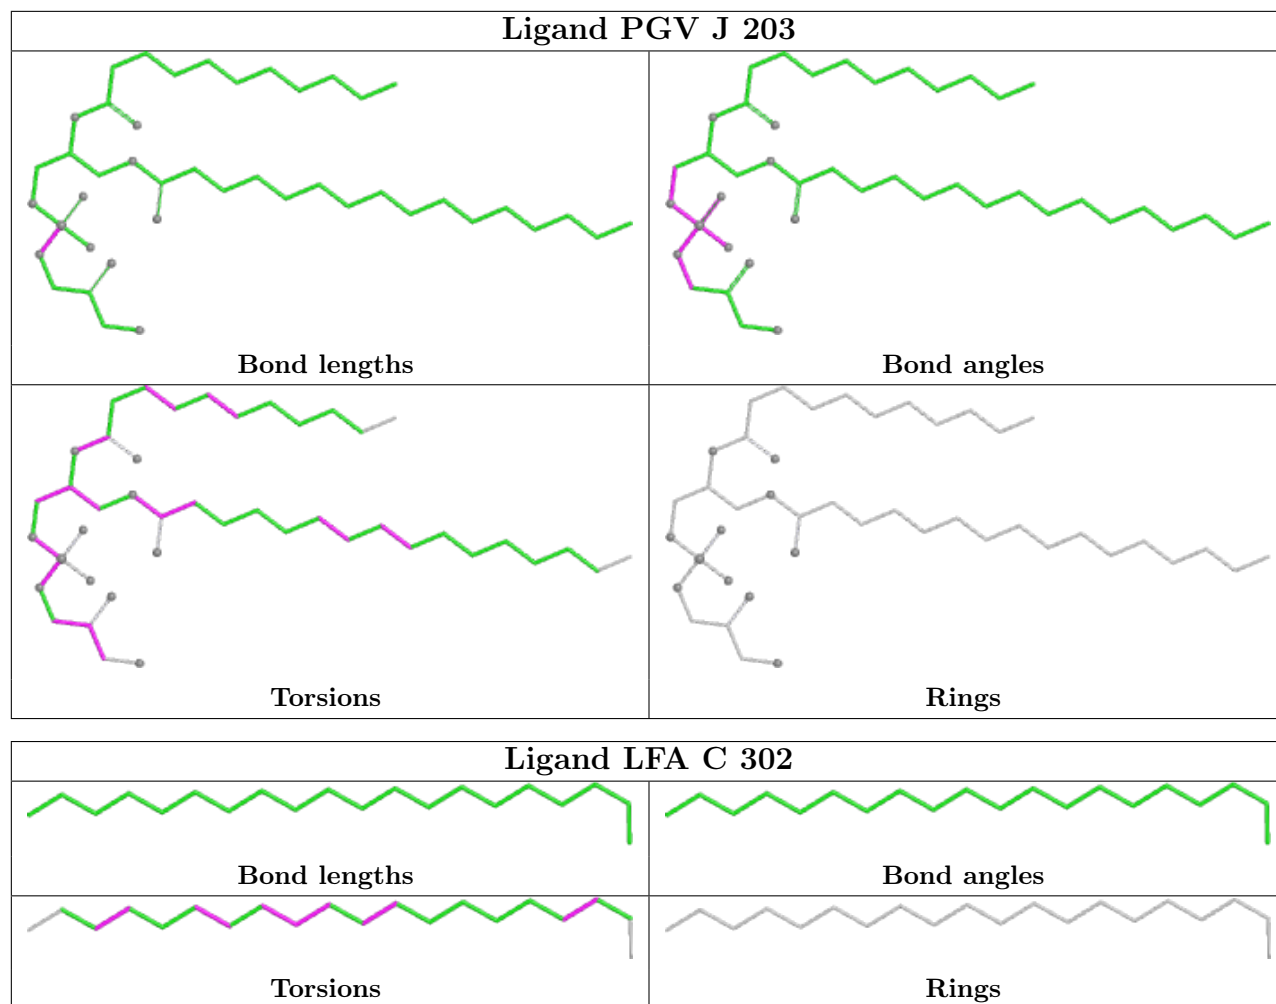 Ligand PGV J 203
Bond lengths
Bond angles
Torsions
Rings
Ligand LFA C 302
Bond lengths
Bond angles
Torsions
Rings